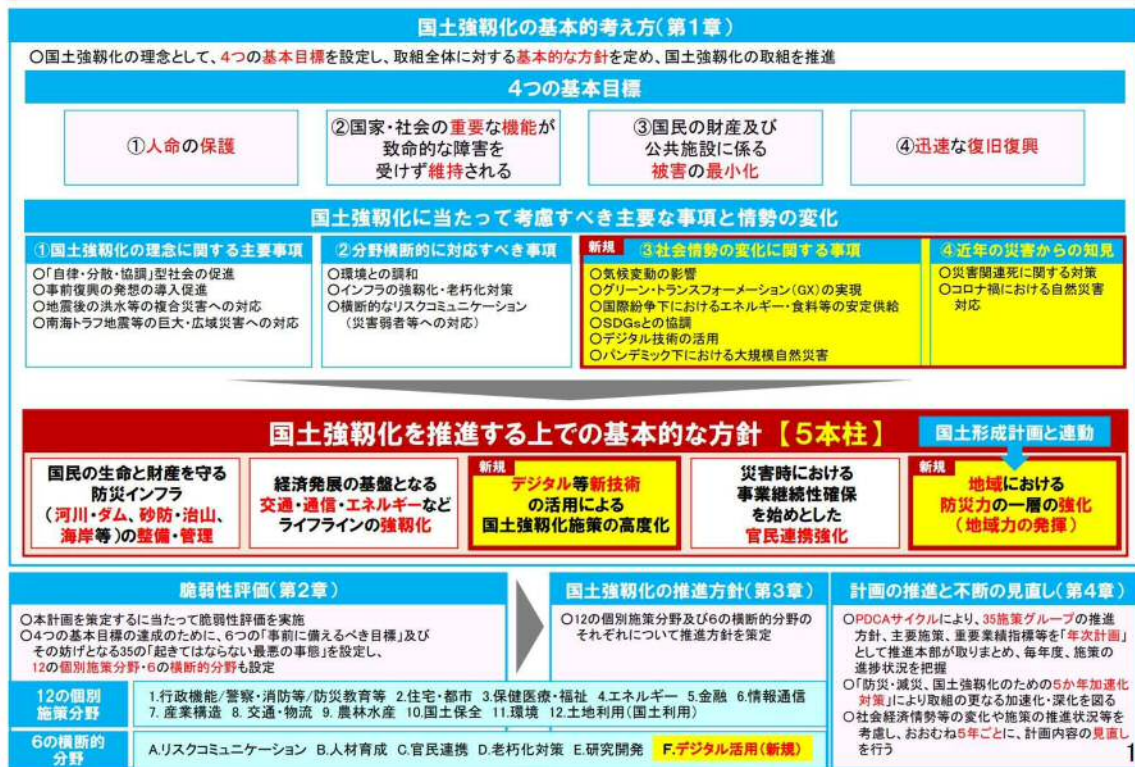 国土強靱化の基本的考え方(第1章)
○国土強靱化の理念として、4つの基本目標を設定し、取組全体に対する基本的な方針を定め、国土強靱化の取組を推進
4つの基本目標
①人命の保護
②国家・社会の重要な機能が
致命的な障害を
受けず維持される
③国民の財産及び
公共施設に係る
被害の最小化
④迅速な復旧復興
国土強靱化に当たって考慮すべき主要な事項と情勢の変化
①国土強靱化の理念に関する主要事項
○「自律・分散・協調」型社会の促進
○事前復興の発想の導入促進
○地震後の洪水等の複合災害への対応
○南海トラフ地震等の巨大・広域災害への対応
②分野横断的に対応すべき事項
○環境との調和
○インフラの強靱化・老朽化対策
○横断的なリスクコミュニケーション
(災害弱者等への対応)
新規
③社会情勢の変化に関する事項
○気候変動の影響
○グリーン・トランスフォーメーション(GX)の実現
○国際紛争下におけるエネルギー・食料等の安定供給
○SDGsとの協調
○デジタル技術の活用
○パンデミック下における大規模自然災害
④近年の災害からの知見
○災害関連死に関する対策
○コロナ禍における自然災害
対応
国土強靱化を推進する上での基本的な方針 【5本柱】
国土形成計画と連動
国民の生命と財産を守る
防災インフラ
(河川・ダム、砂防・治山、
海岸等)の整備・管理
経済発展の基盤となる
交通・通信・エネルギーなど
ライフラインの強靱化
新規
デジタル等新技術
の活用による
国土強靱化施策の高度化
災害時における
事業継続性確保
を始めとした
官民連携強化
新規
地域における
防災力の一層の強化
(地域力の発揮)
脆弱性評価(第2章)
○本計画を策定するに当たって脆弱性評価を実施
○4つの基本目標の達成のために、6つの「事前に備えるべき目標」及び
その妨げとなる35の「起きてはならない最悪の事態」を設定し、
12の個別施策分野・6の横断的分野も設定
国土強靱化の推進方針(第3章)
○12の個別施策分野及び6の横断的分野の
それぞれについて推進方針を策定
12の個別
施策分野
1.行政機能/警察・消防等/防災教育等 2.住宅・都市 3.保健医療・福祉 4.エネルギー 5.金融 6.情報通信
7. 産業構造 8. 交通・物流 9. 農林水産 10.国土保全 11.環境 12.土地利用(国土利用)
6の横断的
分野
A.リスクコミュニケーション B.人材育成 C.官民連携 D.老朽化対策 E.研究開発 F.デジタル活用(新規)
計画の推進と不断の見直し(第4章)
○PDCAサイクルにより、35施策グループの推進
方針、主要施策、重要業績指標等を「年次計画」
として推進本部が取りまとめ、毎年度、施策の
進捗状況を把握
○「防災・減災、国土強靱化のための5か年加速化
対策」により取組の更なる加速化・深化を図る
○社会経済情勢等の変化や施策の推進状況等を
考慮し、おおむね5年ごとに、計画内容の見直し
を行う
1